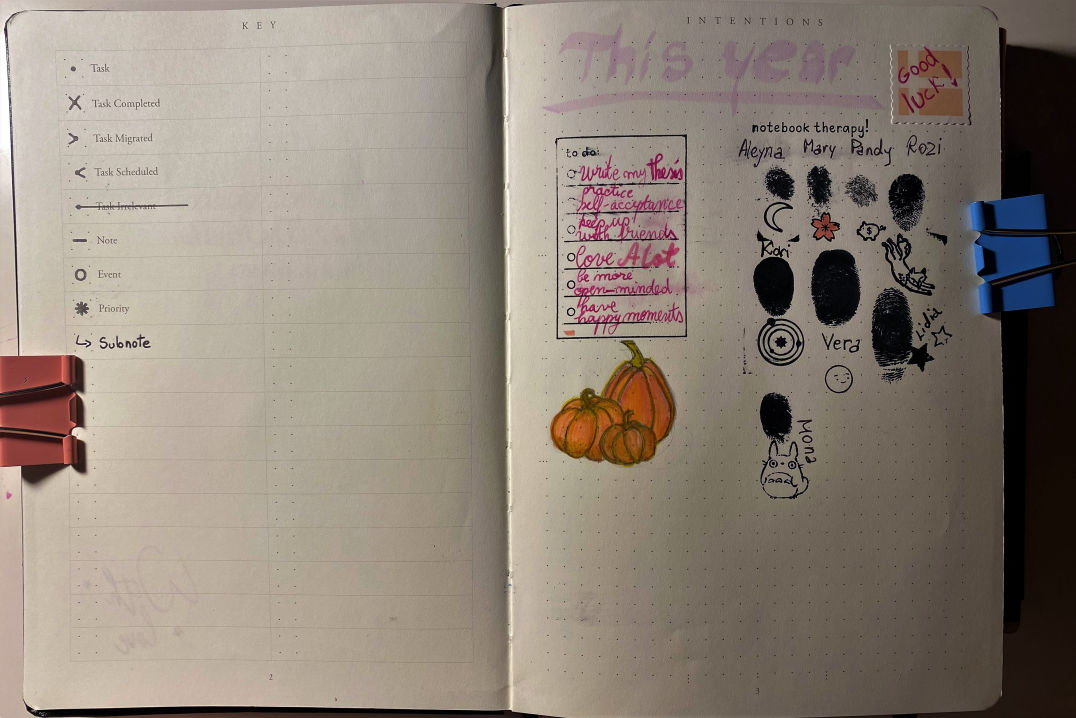 KEY
Task
Task Completed
Task Migrated
Task Scheduled
Task Irrelevant
Note
Event
Priority
Subnote
2
INTENTIONS
This year
Good
luck!
to do:
write my thesis
practice
self-acceptance
keep up
with friends
love A lot
be more
open-minded
have
happy moments
notebook therapy!
Aleyna Mary Pandy Rozi
Kari
Vera
Lidia
Mona
3